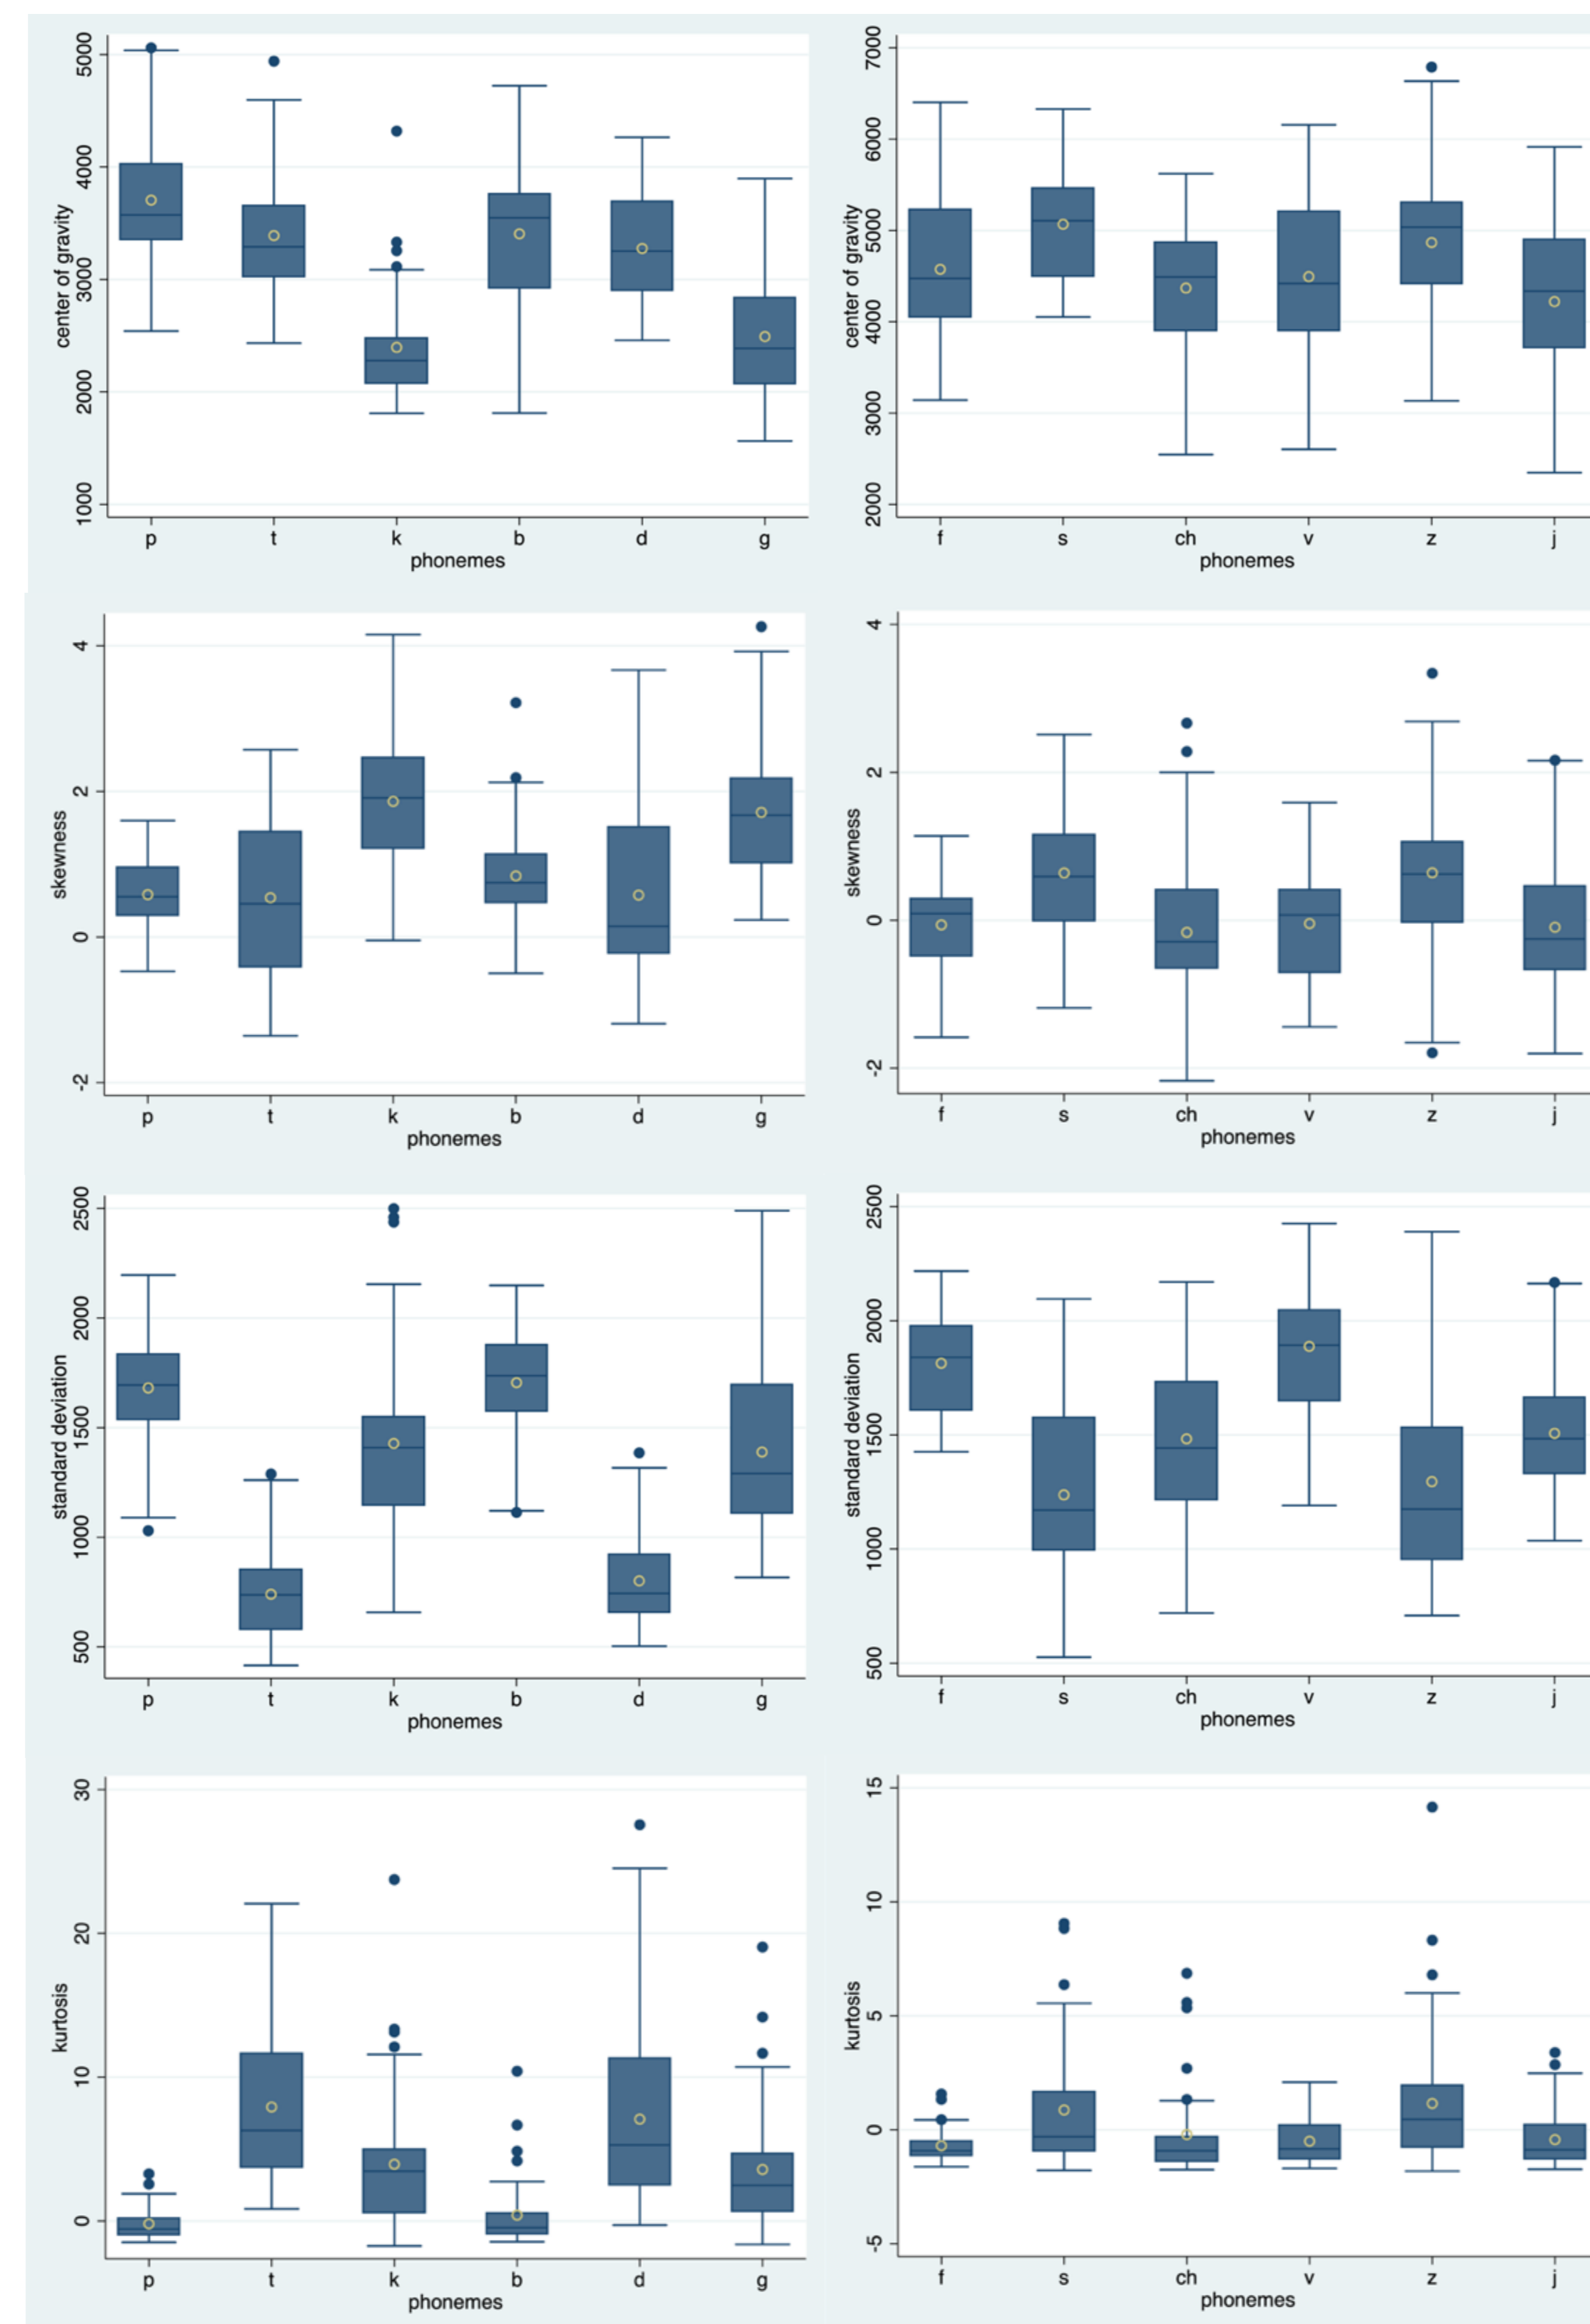 center of gravity
5000
4000
3000
2000
1000
p t k b d g
phonemes
center of gravity
7000
6000
5000
4000
3000
2000
f s ch v z j
phonemes
skewness
4
2
0
-2
p t k b d g
phonemes
skewness
4
2
0
-2
f s ch v z j
phonemes
standard deviation
2500
2000
1500
1000
500
p t k b d g
phonemes
standard deviation
2500
2000
1500
1000
500
f s ch v z j
phonemes
kurtosis
30
20
10
0
p t k b d g
phonemes
kurtosis
15
10
5
0
-5
f s ch v z j
phonemes